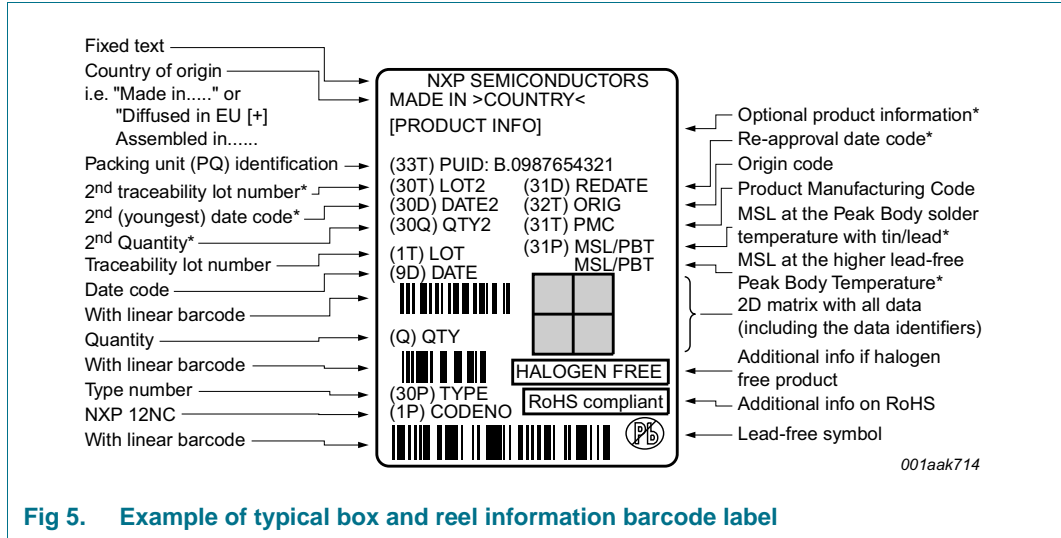 Fixed text
Country of origin
i.e. "Made in....." or
"Diffused in EU [+]
Assembled in......
Packing unit (PQ) identification
2nd traceability lot number*
2nd (youngest) date code*
2nd Quantity*
Traceability lot number
Date code
With linear barcode
Quantity
With linear barcode
Type number
NXP 12NC
With linear barcode
NXP SEMICONDUCTORS
MADE IN >COUNTRY<
[PRODUCT INFO]
(33T) PUID: B.0987654321
(30T) LOT2 (31D) REDATE
(30D) DATE2 (32T) ORIG
(30Q) QTY2 (31T) PMC
(31P) MSL/PBT
(1T) LOT MSL/PBT
(9D) DATE
(Q) QTY
HALOGEN FREE
(30P) TYPE
RoHS compliant
(1P) CODENO
Pb
Optional product information*
Re-approval date code*
Origin code
Product Manufacturing Code
MSL at the Peak Body solder
temperature with tin/lead*
MSL at the higher lead-free
Peak Body Temperature*
2D matrix with all data
(including the data identifiers)
Additional info if halogen
free product
Additional info on RoHS
Lead-free symbol
001aak714
Fig 5. Example of typical box and reel information barcode label